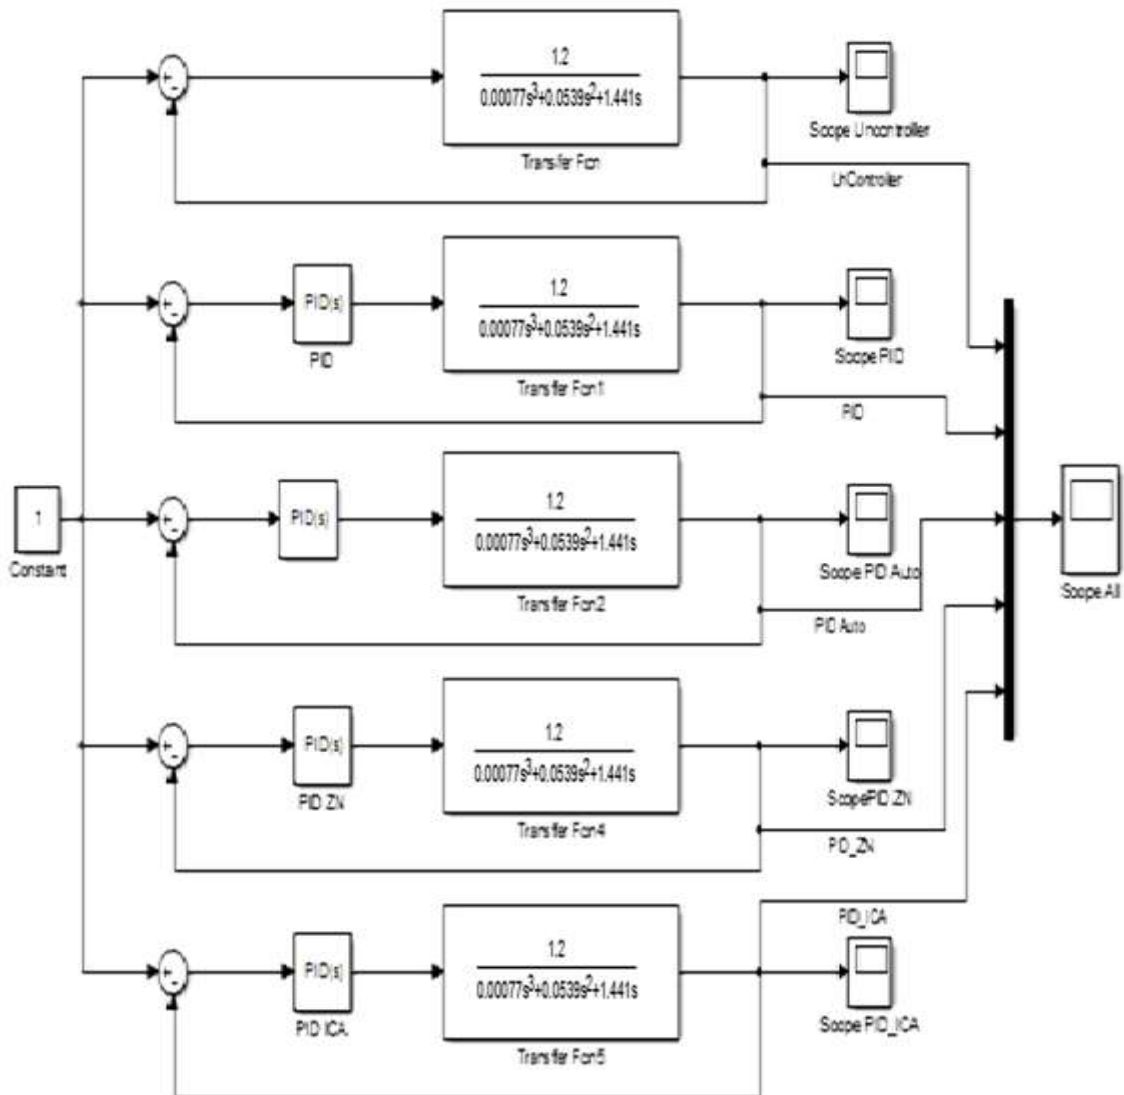 1.2
0.00077s³+0.0539s²+1.441s
Transfer Fcn
Scope Uncontroller
UnController
PID(s)
PID
1.2
0.00077s³+0.0539s²+1.441s
Transfer Fcn1
Scope PID
PID
1
Constant
PID(s)
1.2
0.00077s³+0.0539s²+1.441s
Transfer Fcn2
Scope PID Auto
PID Auto
Scope All
PID(s)
PID ZN
1.2
0.00077s³+0.0539s²+1.441s
Transfer Fcn4
ScopePID ZN
PID_ZN
PID(s)
PID ICA
1.2
0.00077s³+0.0539s²+1.441s
Transfer Fcn5
PID_ICA
Scope PID_ICA